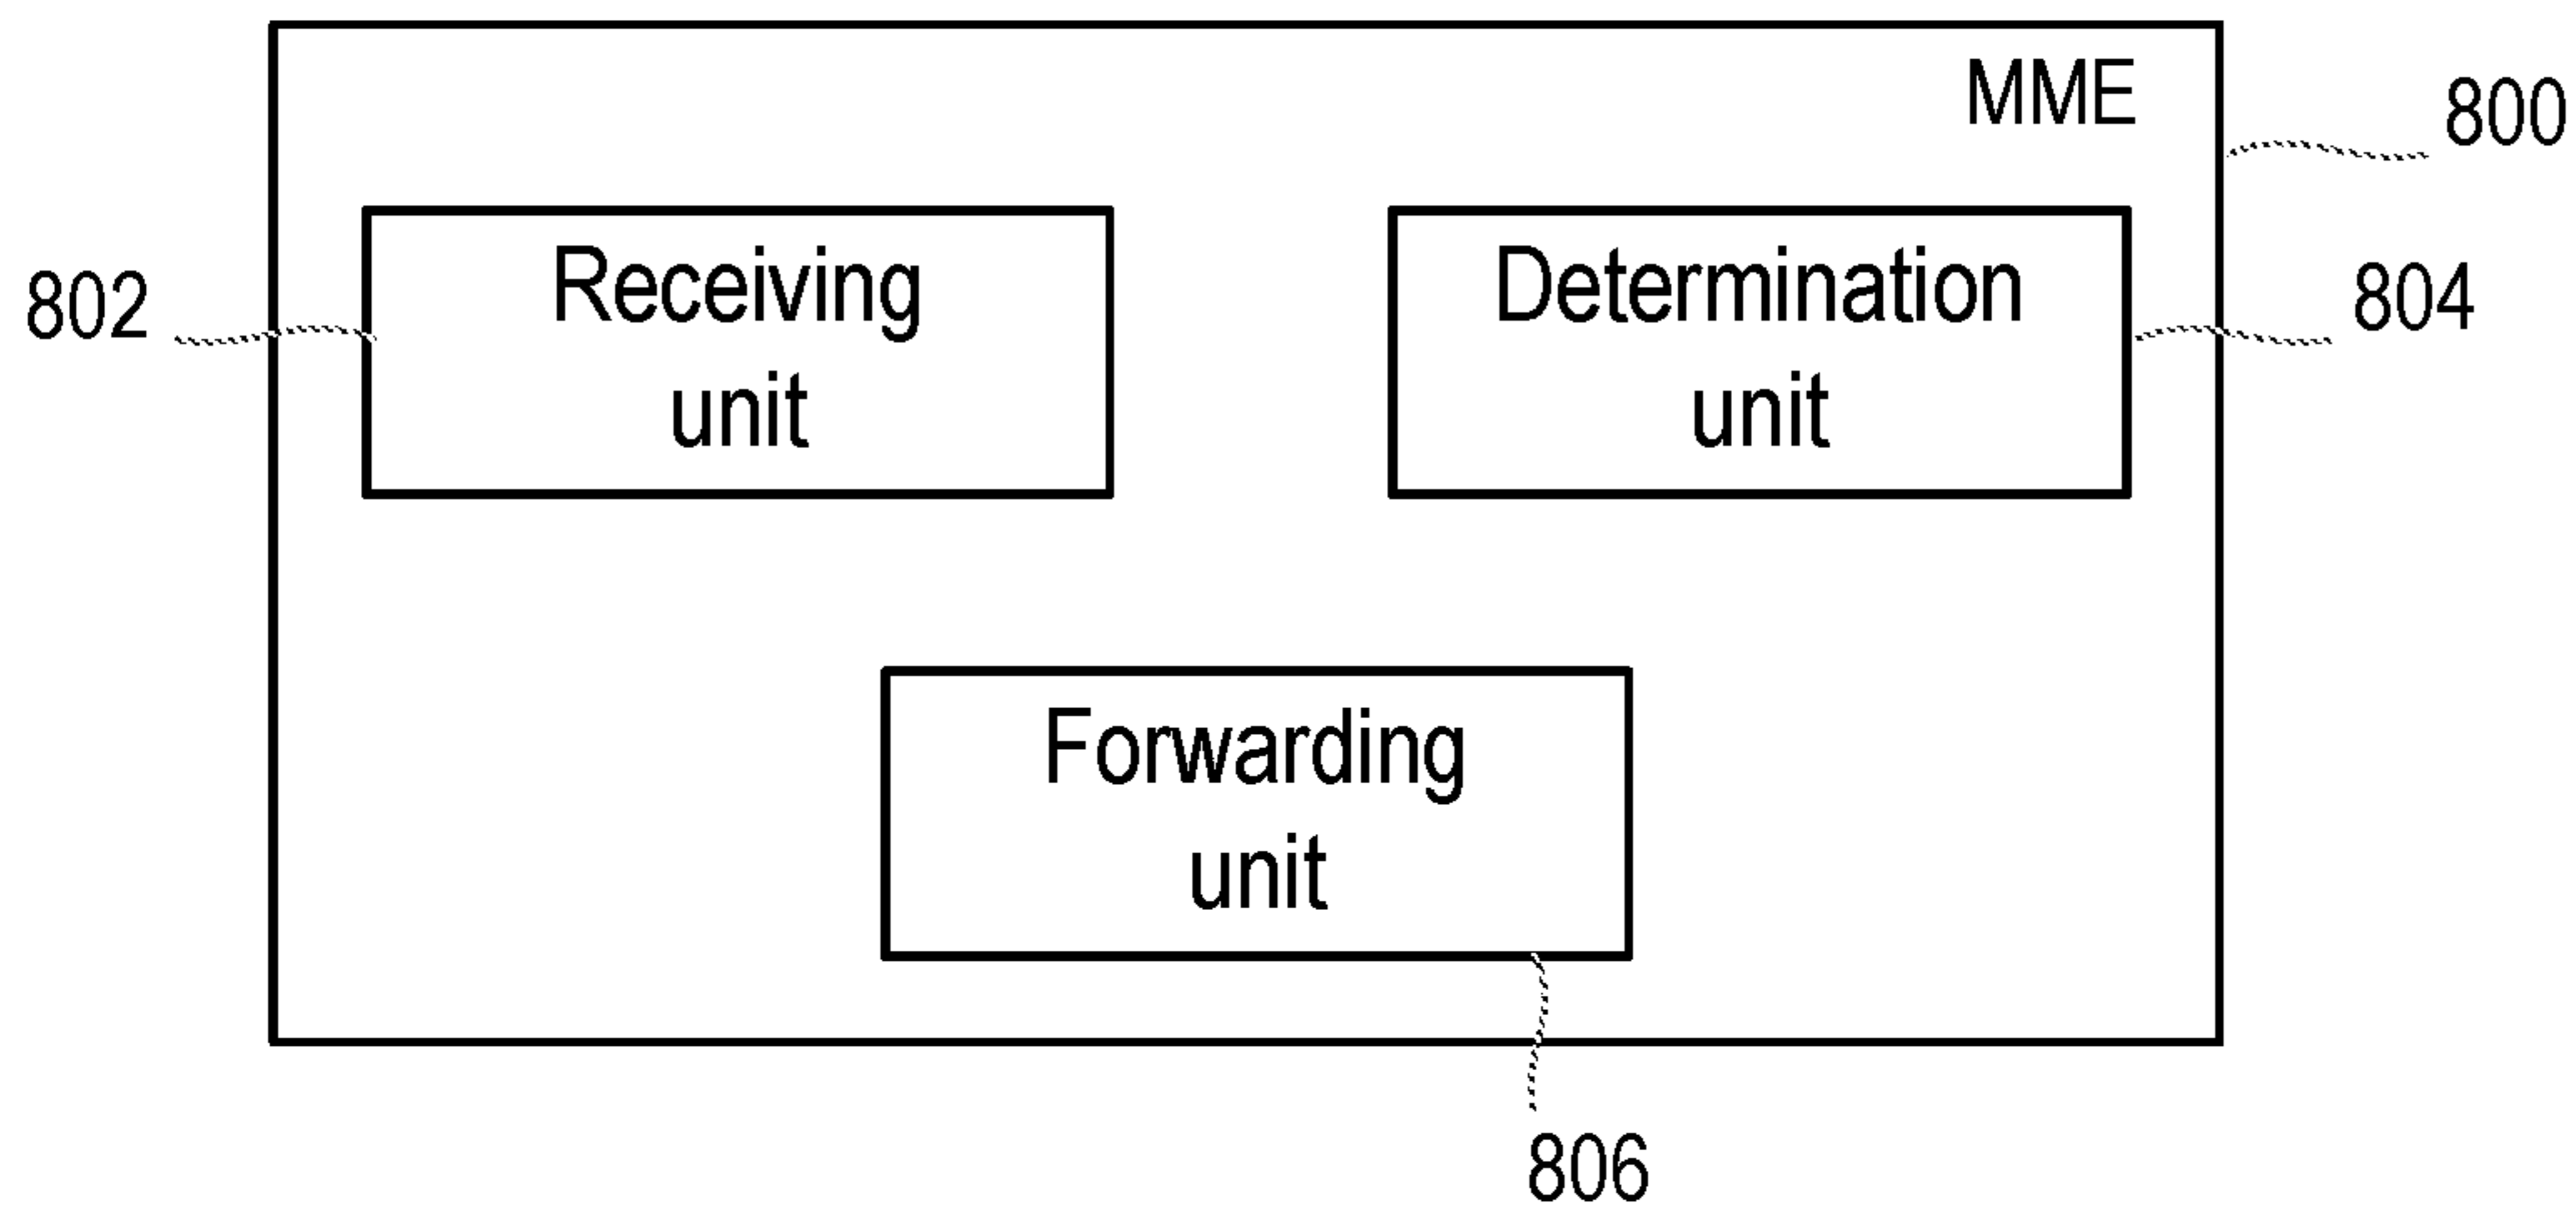 MME
800
802
Receiving
unit
Determination
unit
804
Forwarding
unit
806